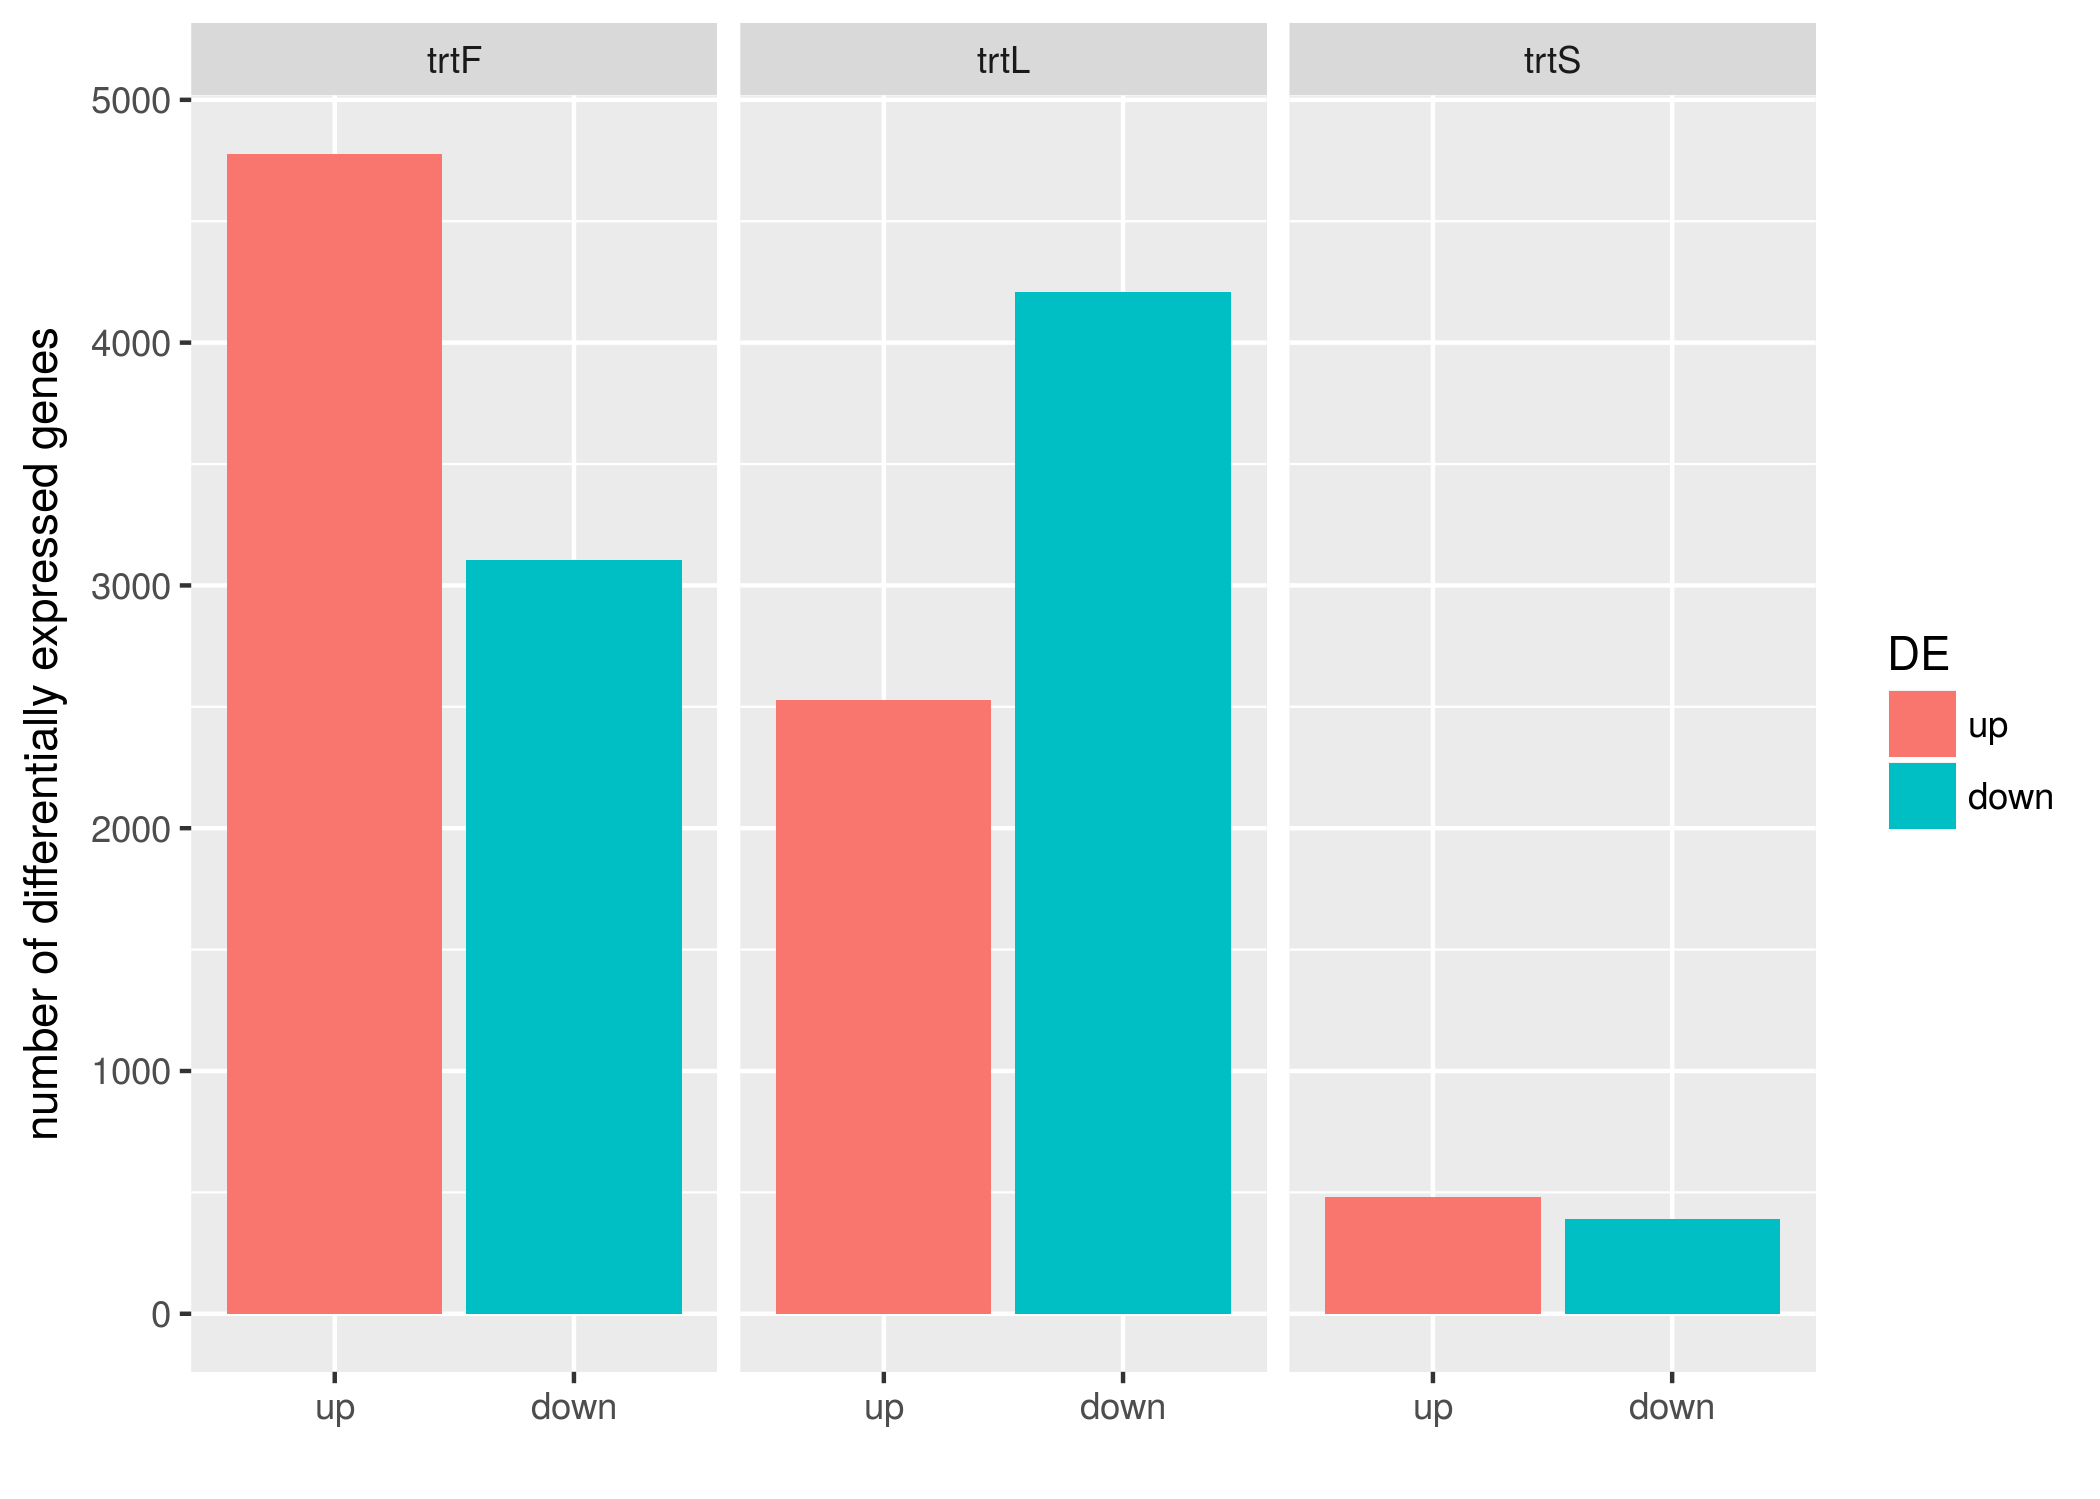 trtF
trtL
trtS
5000
4000
3000
2000
1000
0
number of differentially expressed genes
up
down
up
down
up
down
DE
up
down